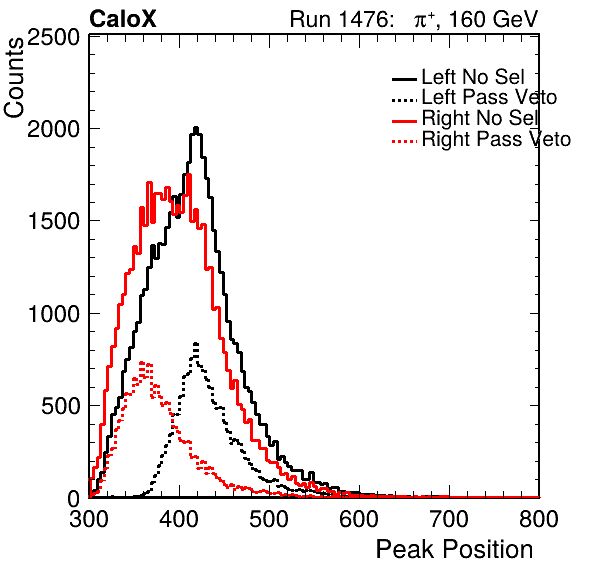 CaloX Run 1476: π⁺, 160 GeV
Counts
2500
2000
1500
1000
500
0
Left No Sel
Left Pass Veto
Right No Sel
Right Pass Veto
300 400 500 600 700 800
Peak Position